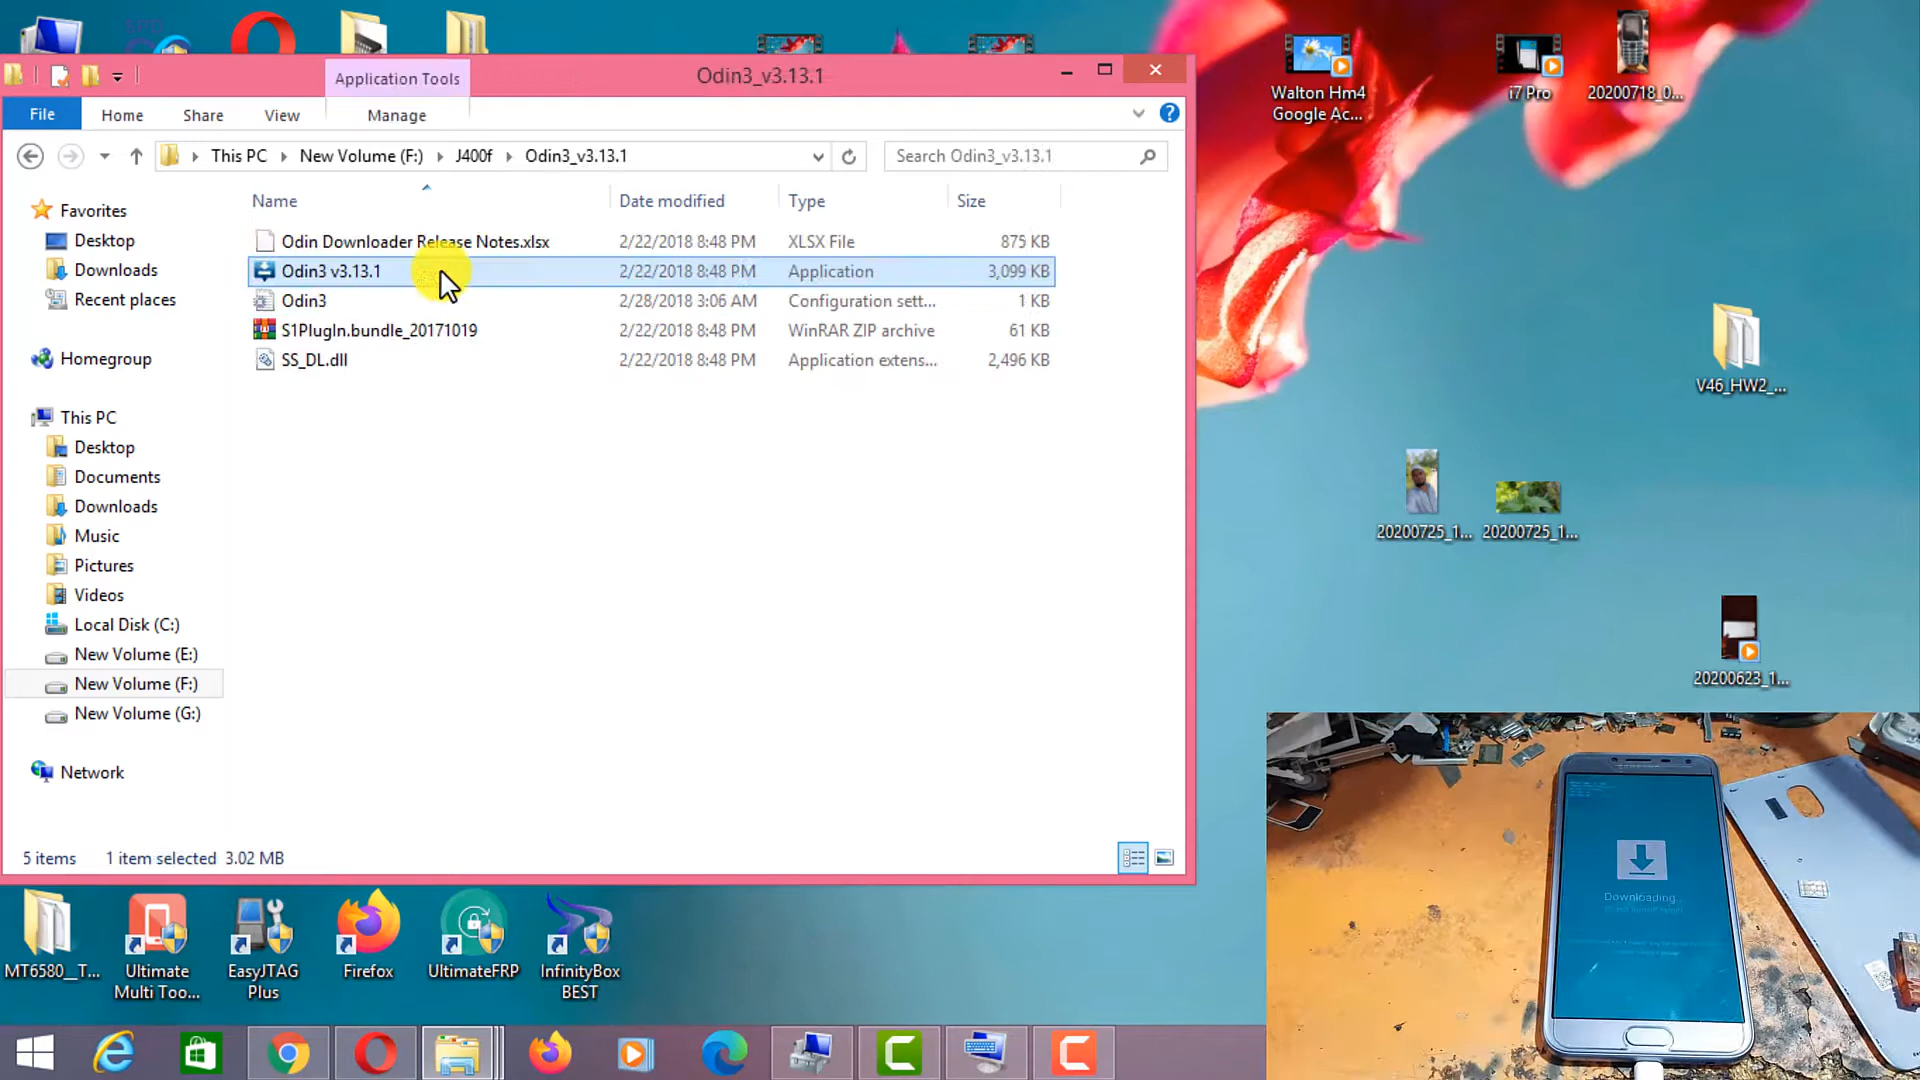 SPD
Application Tools
Odin3_v3.13.1
File
Home
Share
View
Manage
This PC
New Volume (F:)
J400f
Odin3_v3.13.1
Search Odin3_v3.13.1
Name
Date modified
Type
Size
Odin Downloader Release Notes.xlsx
2/22/2018 8:48 PM
XLSX File
875 KB
Odin3 v3.13.1
2/22/2018 8:48 PM
Application
3,099 KB
Odin3
2/28/2018 3:06 AM
Configuration sett...
1 KB
S1PlugIn.bundle_20171019
2/22/2018 8:48 PM
WinRAR ZIP archive
61 KB
SS_DL.dll
2/22/2018 8:48 PM
Application extens...
2,496 KB
Favorites
Desktop
Downloads
Recent places
Homegroup
This PC
Desktop
Documents
Downloads
Music
Pictures
Videos
Local Disk (C:)
New Volume (E:)
New Volume (F:)
New Volume (G:)
Network
5 items
1 item selected 3.02 MB
Walton Hm4
Google Ac...
i7 Pro
20200718_0...
V46_HW2_...
20200725_1...
20200725_1...
20200623_1...
MT6580__T...
Ultimate
Multi Too...
EasyJTAG
Plus
Firefox
UltimateFRP
InfinityBox
BEST
Downloading...